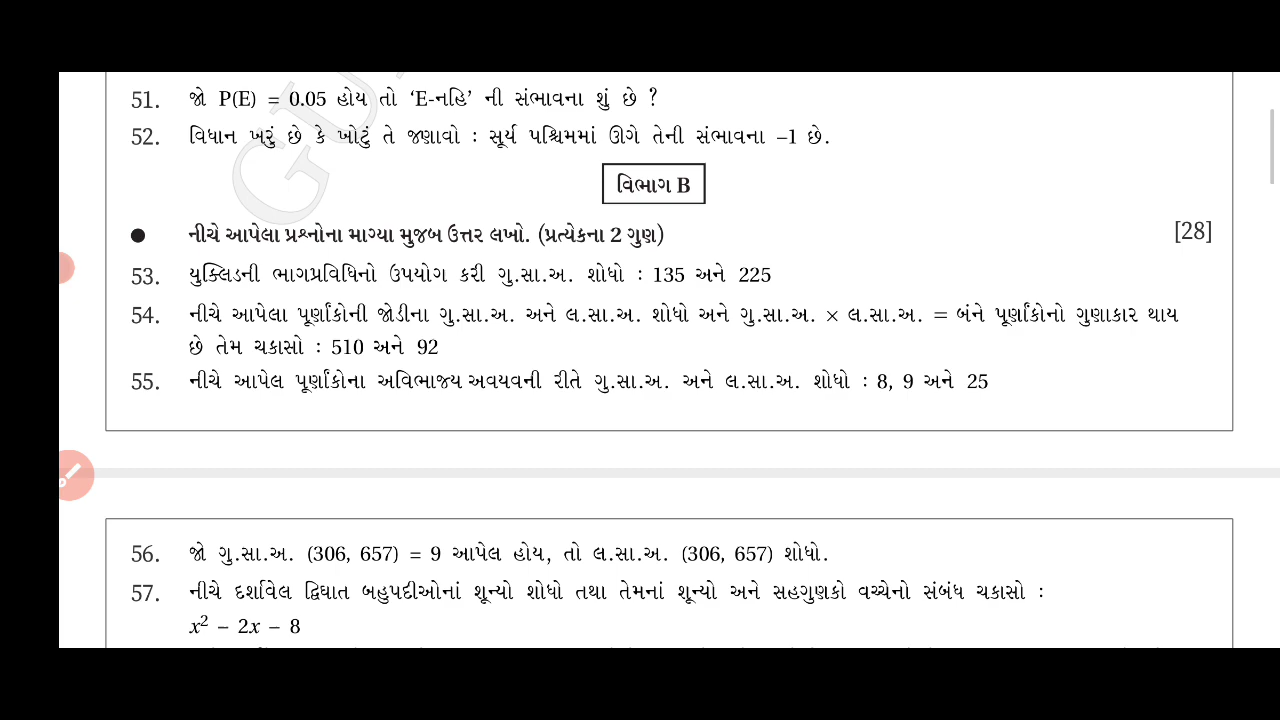 51. જો P(E) = 0.05 હોય તો ‘E-નહિ’ ની સંભાવના શું છે ?
52. વિધાન ખરું છે કે ખોટું તે જણાવો : સૂર્ય પશ્ચિમમાં ઊગે તેની સંભાવના –1 છે.
વિભાગ B
● નીચે આપેલા પ્રશ્નોના માગ્યા મુજબ ઉત્તર લખો. (પ્રત્યેકના 2 ગુણ) [28]
53. યુક્લિડની ભાગપ્રવિધિનો ઉપયોગ કરી ગુ.સા.અ. શોધો : 135 અને 225
54. નીચે આપેલા પૂર્ણાંકોની જોડીના ગુ.સા.અ. અને લ.સા.અ. શોધો અને ગુ.સા.અ. × લ.સા.અ. = બંને પૂર્ણાંકોનો ગુણાકાર થાય
છે તેમ ચકાસો : 510 અને 92
55. નીચે આપેલ પૂર્ણાંકોના અવિભાજ્ય અવયવની રીતે ગુ.સા.અ. અને લ.સા.અ. શોધો : 8, 9 અને 25
56. જો ગુ.સા.અ. (306, 657) = 9 આપેલ હોય, તો લ.સા.અ. (306, 657) શોધો.
57. નીચે દર્શાવેલ દ્વિઘાત બહુપદીઓનાં શૂન્યો શોધો તથા તેમનાં શૂન્યો અને સહગુણકો વચ્ચેનો સંબંધ ચકાસો :
x² – 2x – 8